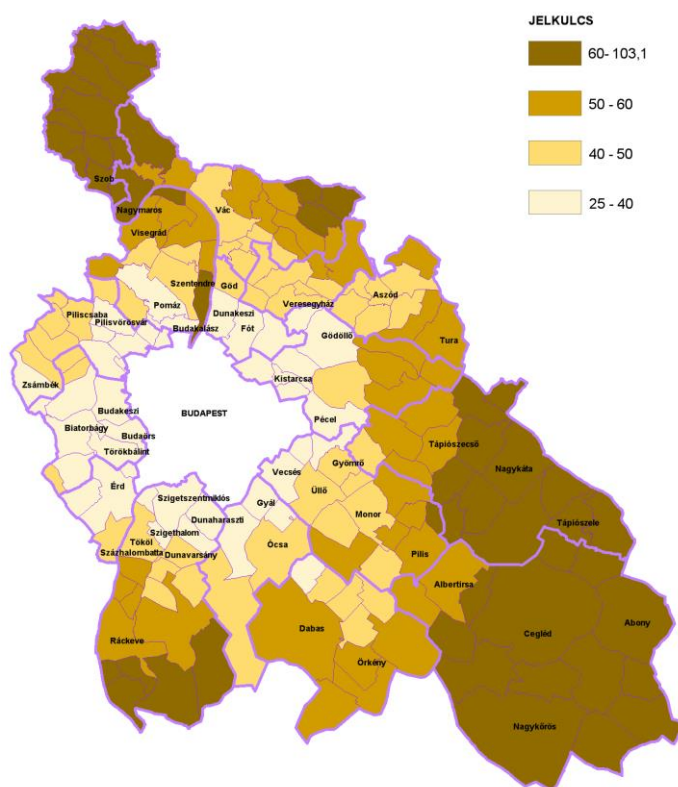 JELKULCS
60- 103,1
50 - 60
40 - 50
25 - 40
Szob
Nagymaros
Vác
Visegrád
Szentendre
Göd
Aszód
Veresegyház
Pomáz
Piliscsaba
Pilisvörösvár
Dunakeszi
Budakalász
Fót
Gödöllő
Tura
Kistarcsa
Zsámbék
Budakeszi
BUDAPEST
Pécel
Biatorbágy
Budaörs
Törökbálint
Tápiószecső
Nagykáta
Vecsés
Gyömrő
Érd
Szigetszentmiklós
Üllő
Gyál
Tápiószele
Dunaharaszti
Monor
Szigethalom
Tököl
Ócsa
Százhalombatta
Dunavarsány
Pilis
Albertirsa
Abony
Dabas
Cegléd
Ráckeve
Örkény
Nagykőrös